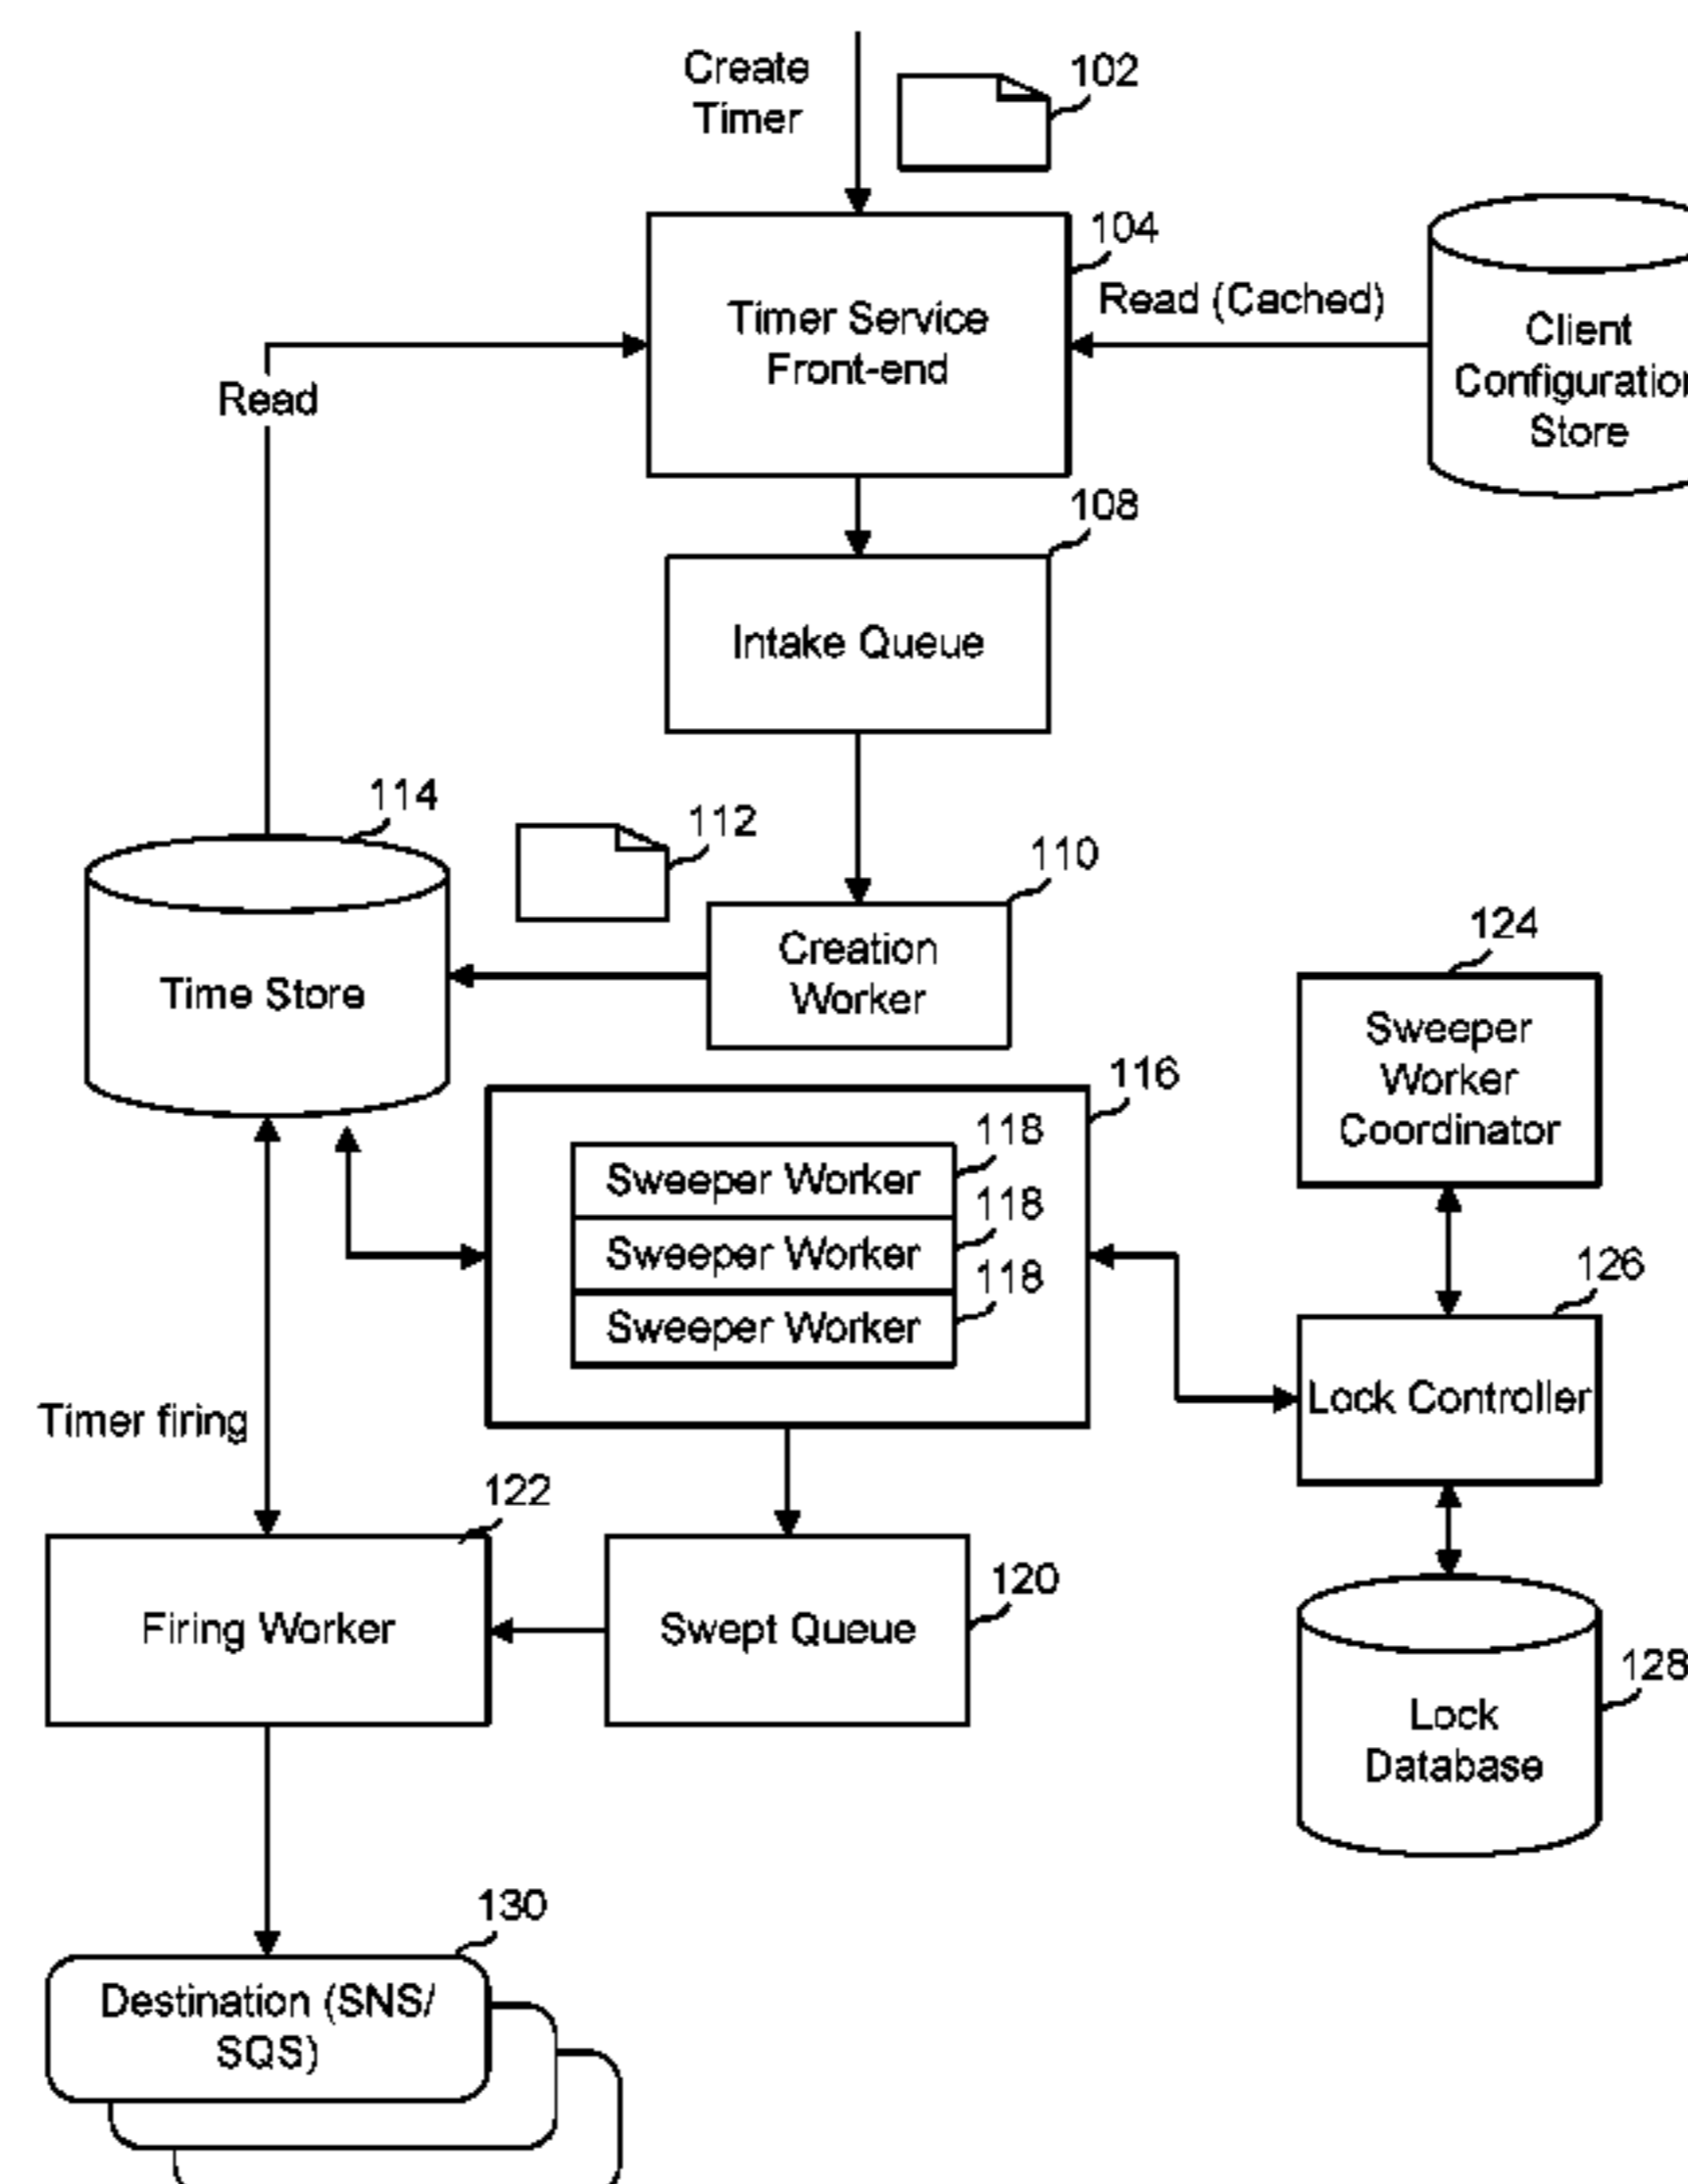 Create
Timer
102
104
Timer Service
Front-end
Read (Cached)
Client
Configuration
Store
Read
108
Intake Queue
114
112
110
Time Store
Creation
Worker
124
Sweeper
Worker
Coordinator
116
118
Sweeper Worker
118
Sweeper Worker
118
Sweeper Worker
126
Lock Controller
Timer firing
122
Firing Worker
120
Swept Queue
128
Lock
Database
130
Destination (SNS/
SQS)